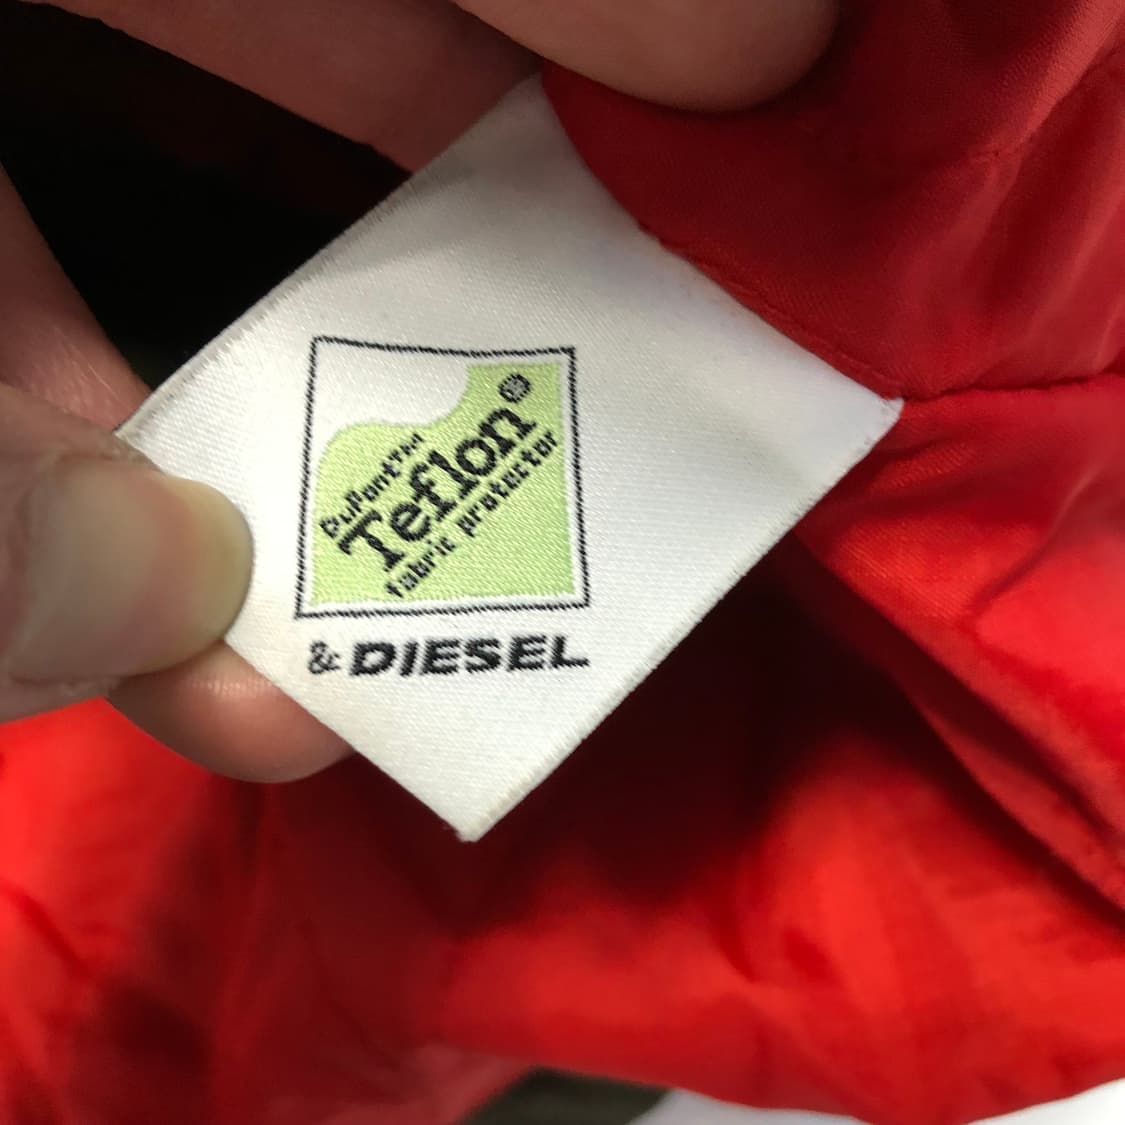 DuPont™
Teflon®
fabric protector
& DIESEL